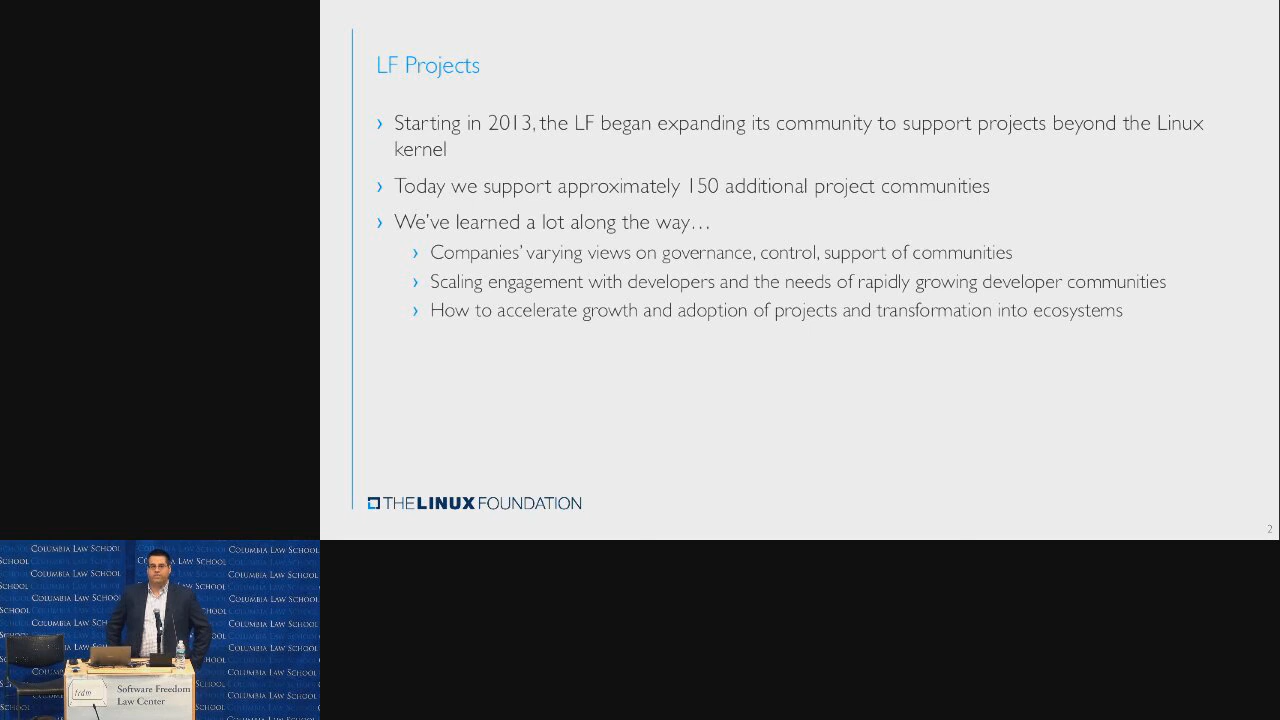 LF Projects
› Starting in 2013, the LF began expanding its community to support projects beyond the Linux
kernel
› Today we support approximately 150 additional project communities
› We've learned a lot along the way…
› Companies' varying views on governance, control, support of communities
› Scaling engagement with developers and the needs of rapidly growing developer communities
› How to accelerate growth and adoption of projects and transformation into ecosystems
THE LINUX FOUNDATION
2
COLUMBIA LAW SCHOOL
COLUMBIA LAW SCHOOL
COLUMBIA LAW SCHOOL
COLUMBIA LAW SCHOOL
COLUMBIA LAW SCHOOL
COLUMBIA LAW SCHOOL
COLUMBIA LAW SCHOOL
Software Freedom
Law Center